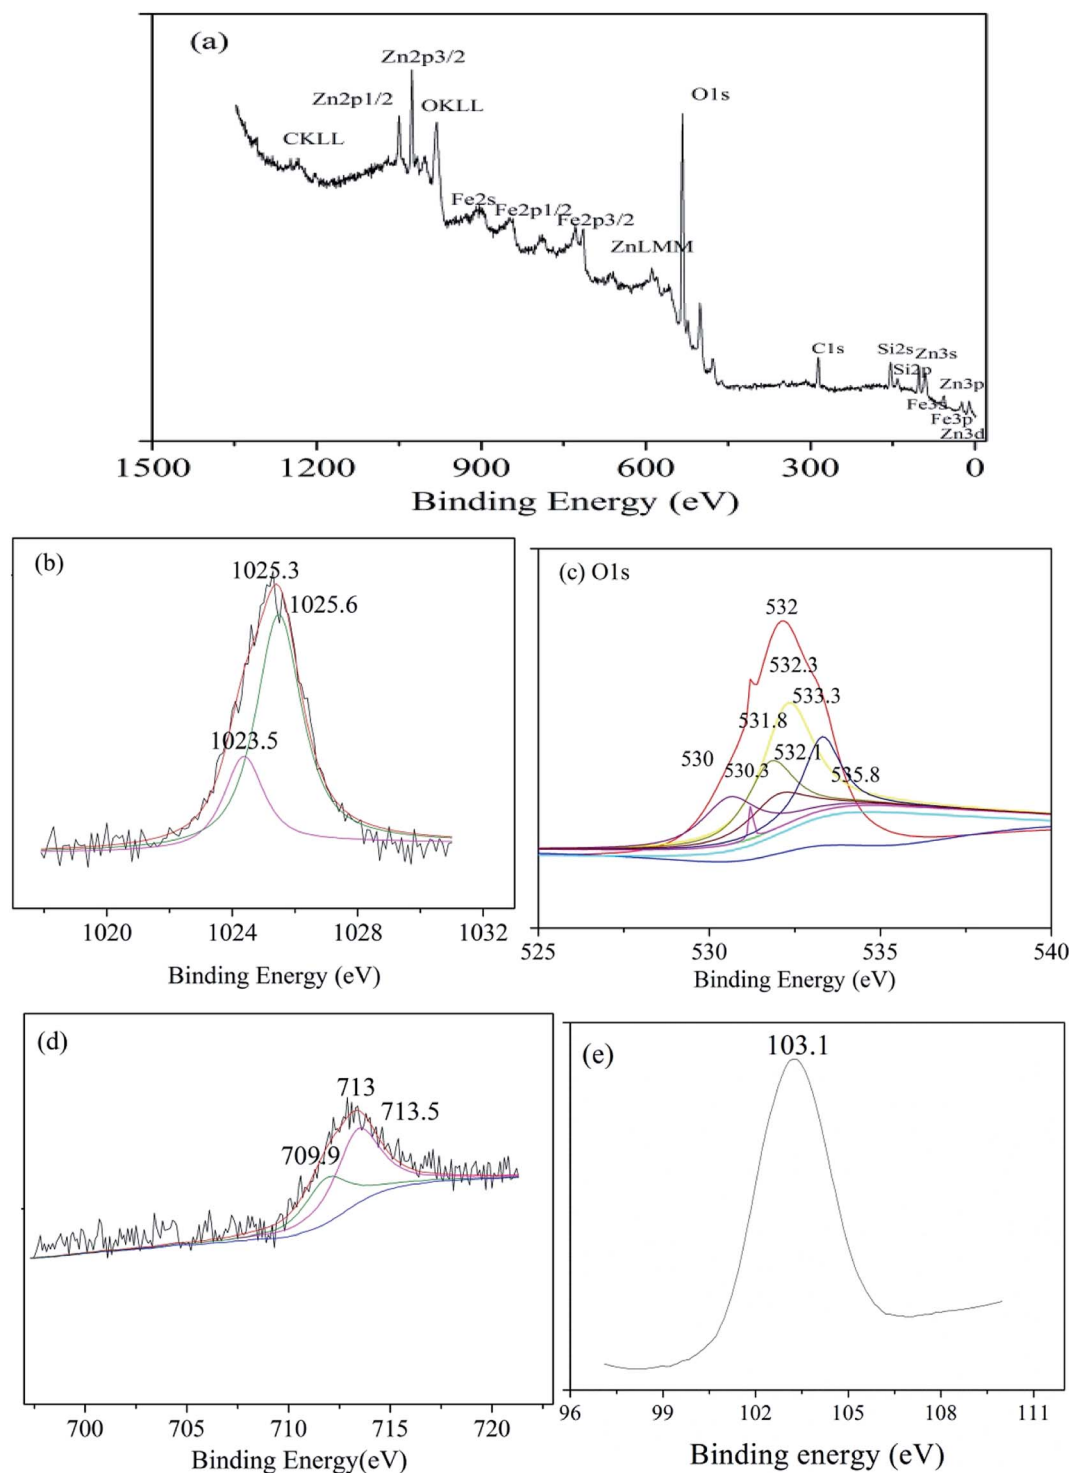 (a)
Zn2p3/2
Zn2p1/2
OKLL
CKLL
O1s
Fe2s
Fe2p1/2
Fe2p3/2
ZnLMM
C1s
Si2s
Zn3s
Si2p
Zn3p
Fe3s
Fe3p
Zn3d
1500 1200 900 600 300 0
Binding Energy (eV)
(b)
1025.3
1025.6
1023.5
1020 1024 1028 1032
Binding Energy (eV)
(c) O1s
532
532.3
533.3
531.8
532.1
530
530.3
535.8
525 530 535 540
Binding Energy (eV)
(d)
713
713.5
709.9
700 705 710 715 720
Binding Energy(eV)
(e)
103.1
96 99 102 105 108 111
Binding energy (eV)